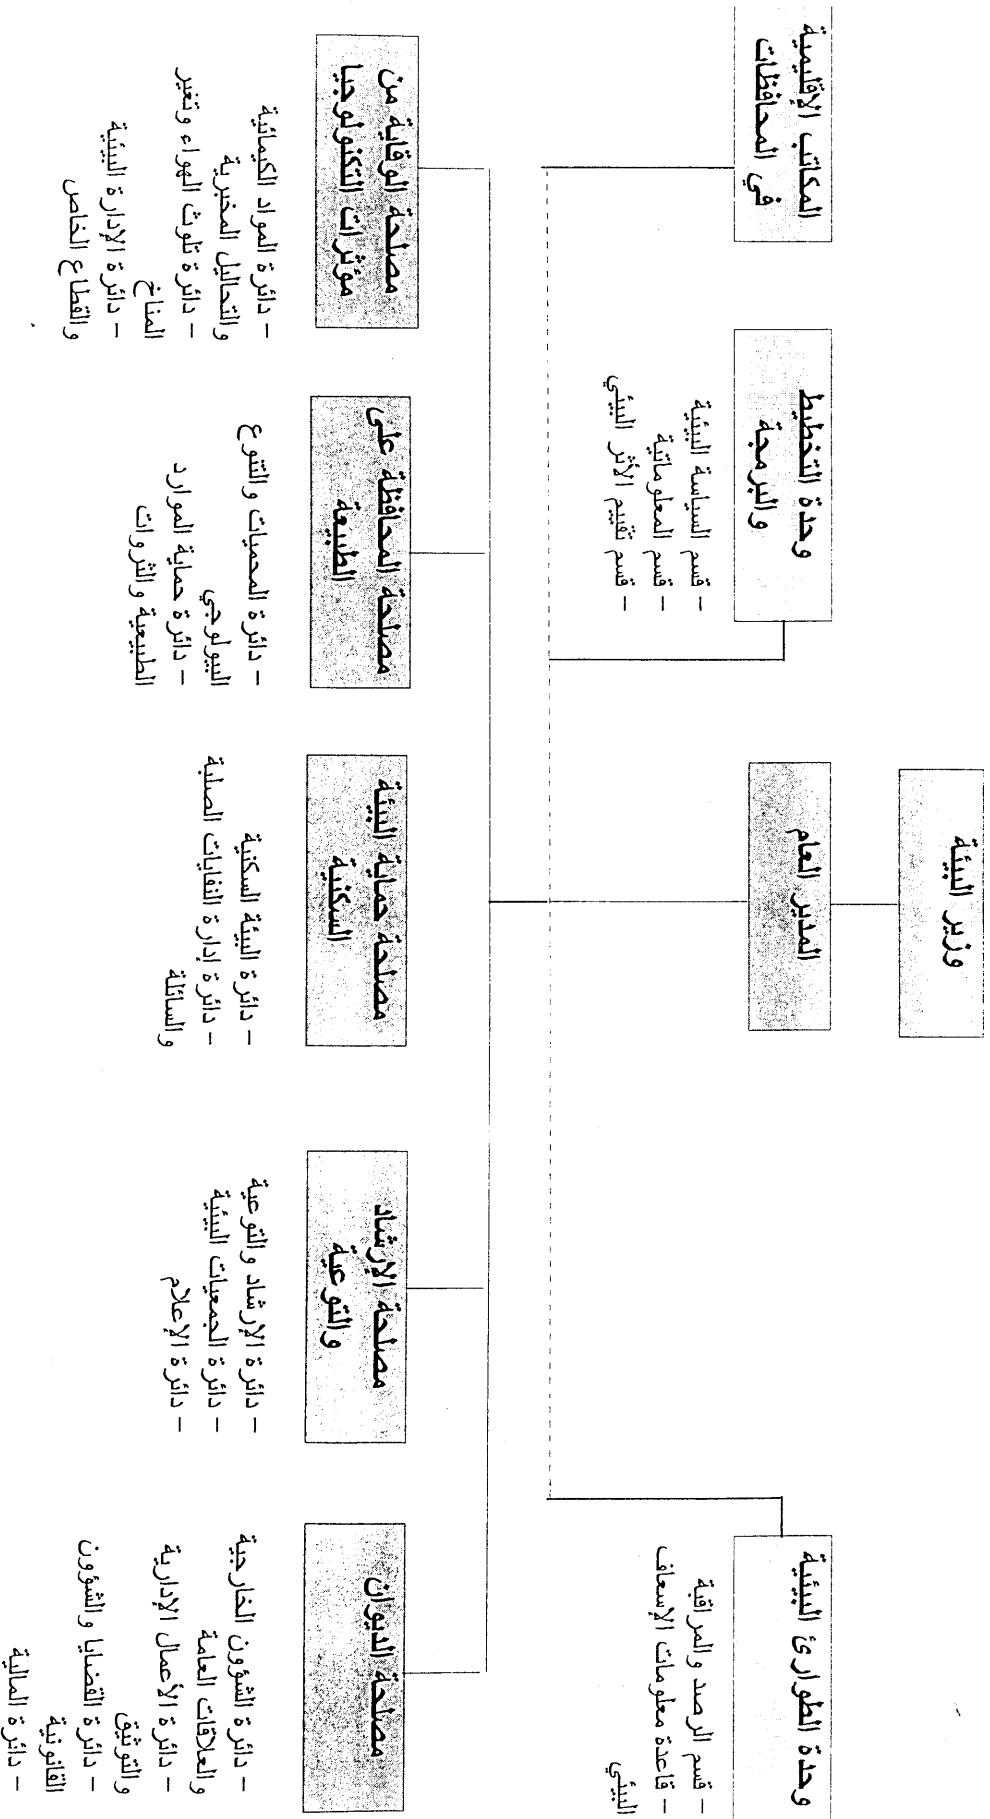 وزير البيئة
المدير العام
وحدة الطوارئ البيئية
- قسم الرصد والمراقبة
- قاعدة معلومات الإسعاف
البيئي
وحدة التخطيط
والبرمجة
- قسم السياسة البيئية
- قسم المعلوماتية
- قسم تقييم الأثر البيئي
المكاتب الإقليمية
في المحافظات
مصلحة الديوان
- دائرة الشؤون الخارجية
والعلاقات العامة
- دائرة الأعمال الإدارية
والتوثيق
- دائرة القضايا والشؤون
القانونية
- دائرة المالية
مصلحة الإرشاد
والتوعية
- دائرة الإرشاد والتوعية
- دائرة الجمعيات البيئية
- دائرة الإعلام
مصلحة حماية البيئة
السكنية
- دائرة البيئة السكنية
- دائرة إدارة النفايات الصلبة
والسائلة
مصلحة المحافظة على
الطبيعة
- دائرة المحميات والتنوع
البيولوجي
- دائرة حماية الموارد
الطبيعية والثروات
مصلحة الوقاية من
مؤثرات التكنولوجيا
- دائرة المواد الكيمائية
والتحاليل المخبرية
- دائرة تلوث الهواء وتغير
المناخ
- دائرة الإدارة البيئية
والقطاع الخاص